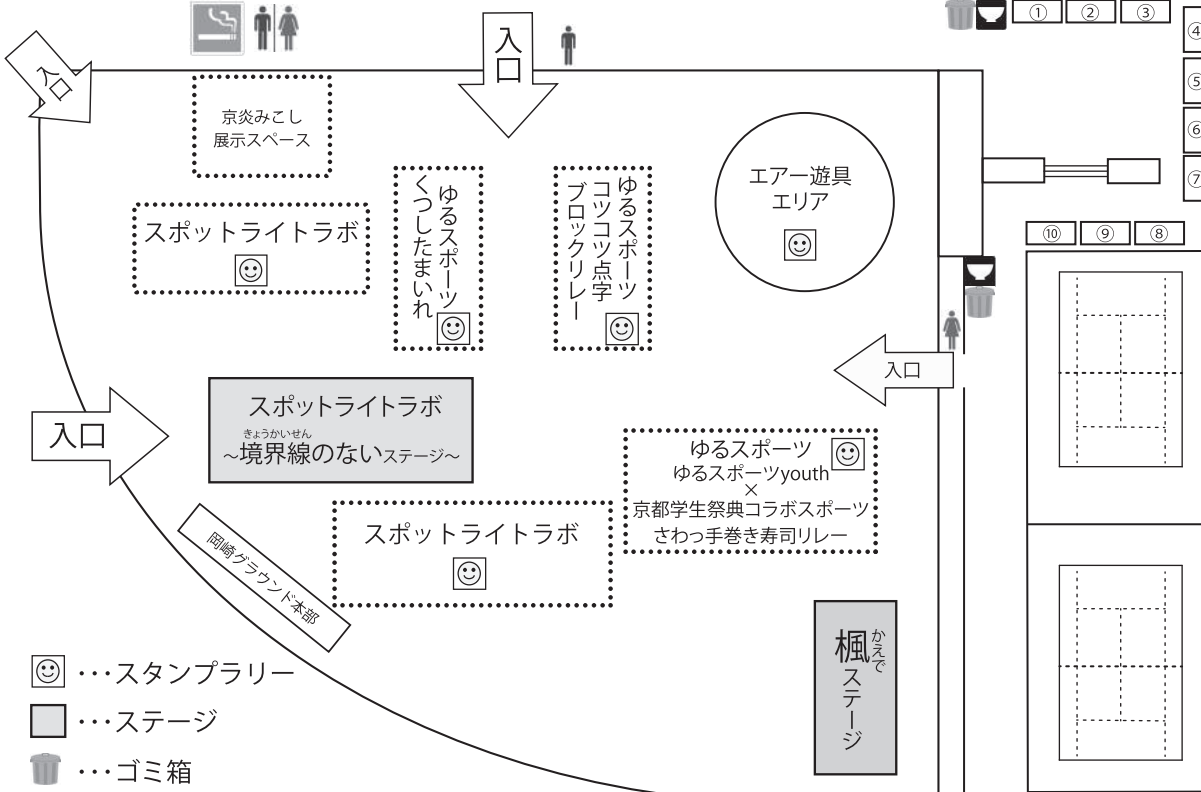 ① ② ③
④
⑤
⑥
⑦
入口
入口
京炎みこし
展示スペース
スポットライトラボ
ゆるスポーツ
くつしたまいれ
ゆるスポーツ
コツコツ点字
ブロックリレー
エアー遊具
エリア
⑩ ⑨ ⑧
入口
入口
スポットライトラボ
きょうかいせん
～境界線のないステージ～
ゆるスポーツ
ゆるスポーツyouth
×
京都学生祭典コラボスポーツ
さわっ手巻き寿司リレー
スポットライトラボ
岡崎グラウンド本部
かえで
楓ステージ
・・・スタンプラリー
・・・ステージ
・・・ゴミ箱